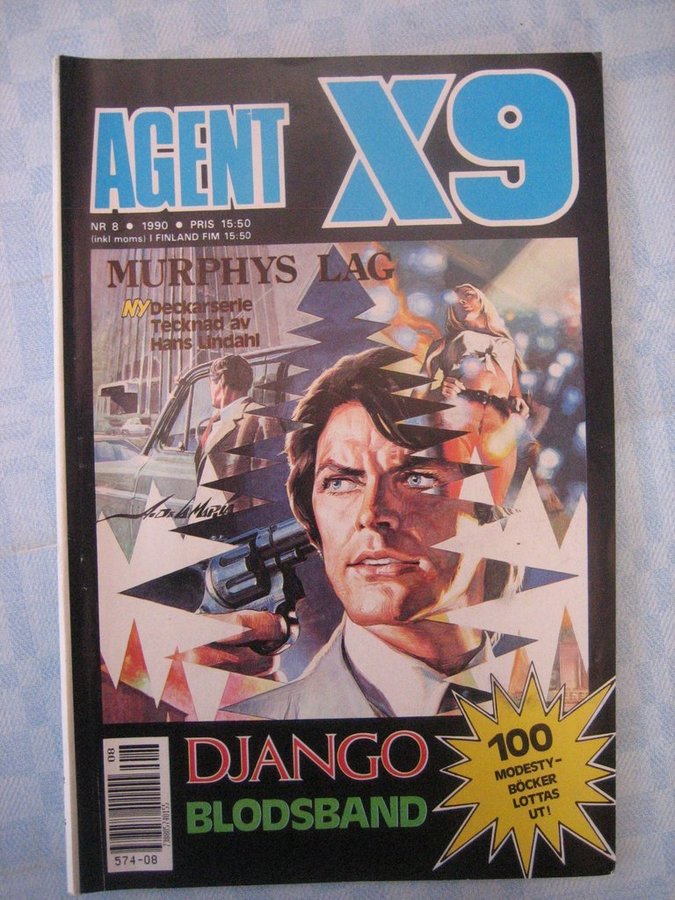 AGENT X9
NR 8 • 1990 • PRIS 15:50
(inkl moms) I FINLAND FIM 15:50
MURPHYS LAG
NY Deckarserie
Tecknad av
Hans Lindahl
DJANGO
BLODSBAND
100
MODESTY-
BÖCKER
LOTTAS
UT!
08
574-08